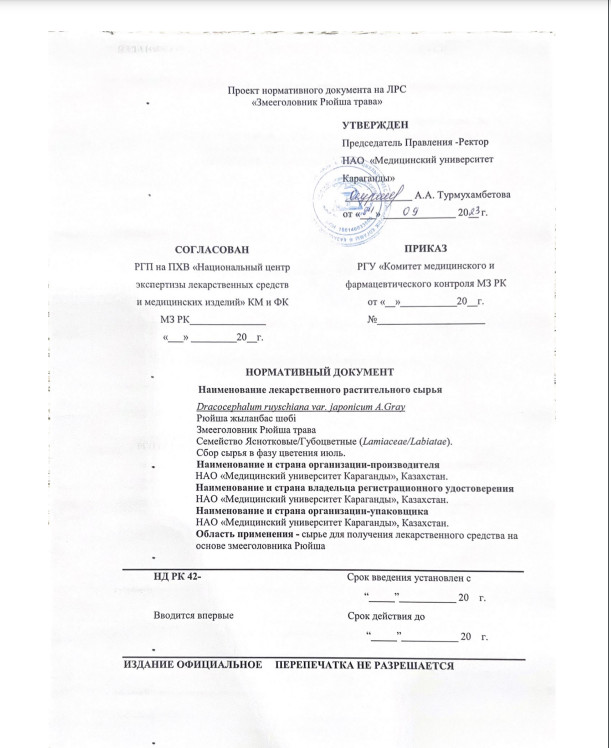 Проект нормативного документа на ЛРС
«Змееголовник Рюйша трава»
УТВЕРЖДЕН
Председатель Правления -Ректор
НАО «Медицинский университет
Караганды»
____________ А.А. Турмухамбетова
от «___» 09 2023г.
СОГЛАСОВАН
РГП на ПХВ «Национальный центр
экспертизы лекарственных средств
и медицинских изделий» КМ и ФК
МЗ РК_______________
«___» _________20__г.
ПРИКАЗ
РГУ «Комитет медицинского и
фармацевтического контроля МЗ РК
от «__»___________20__г.
№_____________________
НОРМАТИВНЫЙ ДОКУМЕНТ
Наименование лекарственного растительного сырья
Dracocephalum ruyschiana var. japonicum A.Gray
Рюйша жыланбас шөбі
Змееголовник Рюйша трава
Семейство Яснотковые/Губоцветные (Lamiaceae/Labiatae).
Сбор сырья в фазу цветения июль.
Наименование и страна организации-производителя
НАО «Медицинский университет Караганды», Казахстан.
Наименование и страна владельца регистрационного удостоверения
НАО «Медицинский университет Караганды», Казахстан.
Наименование и страна организации-упаковщика
НАО «Медицинский университет Караганды», Казахстан.
Область применения - сырье для получения лекарственного средства на
основе змееголовника Рюйша
НД РК 42-
Срок введения установлен с
“_____”___________ 20 г.
Вводится впервые
Срок действия до
“_____”___________ 20 г.
ИЗДАНИЕ ОФИЦИАЛЬНОЕ ПЕРЕПЕЧАТКА НЕ РАЗРЕШАЕТСЯ